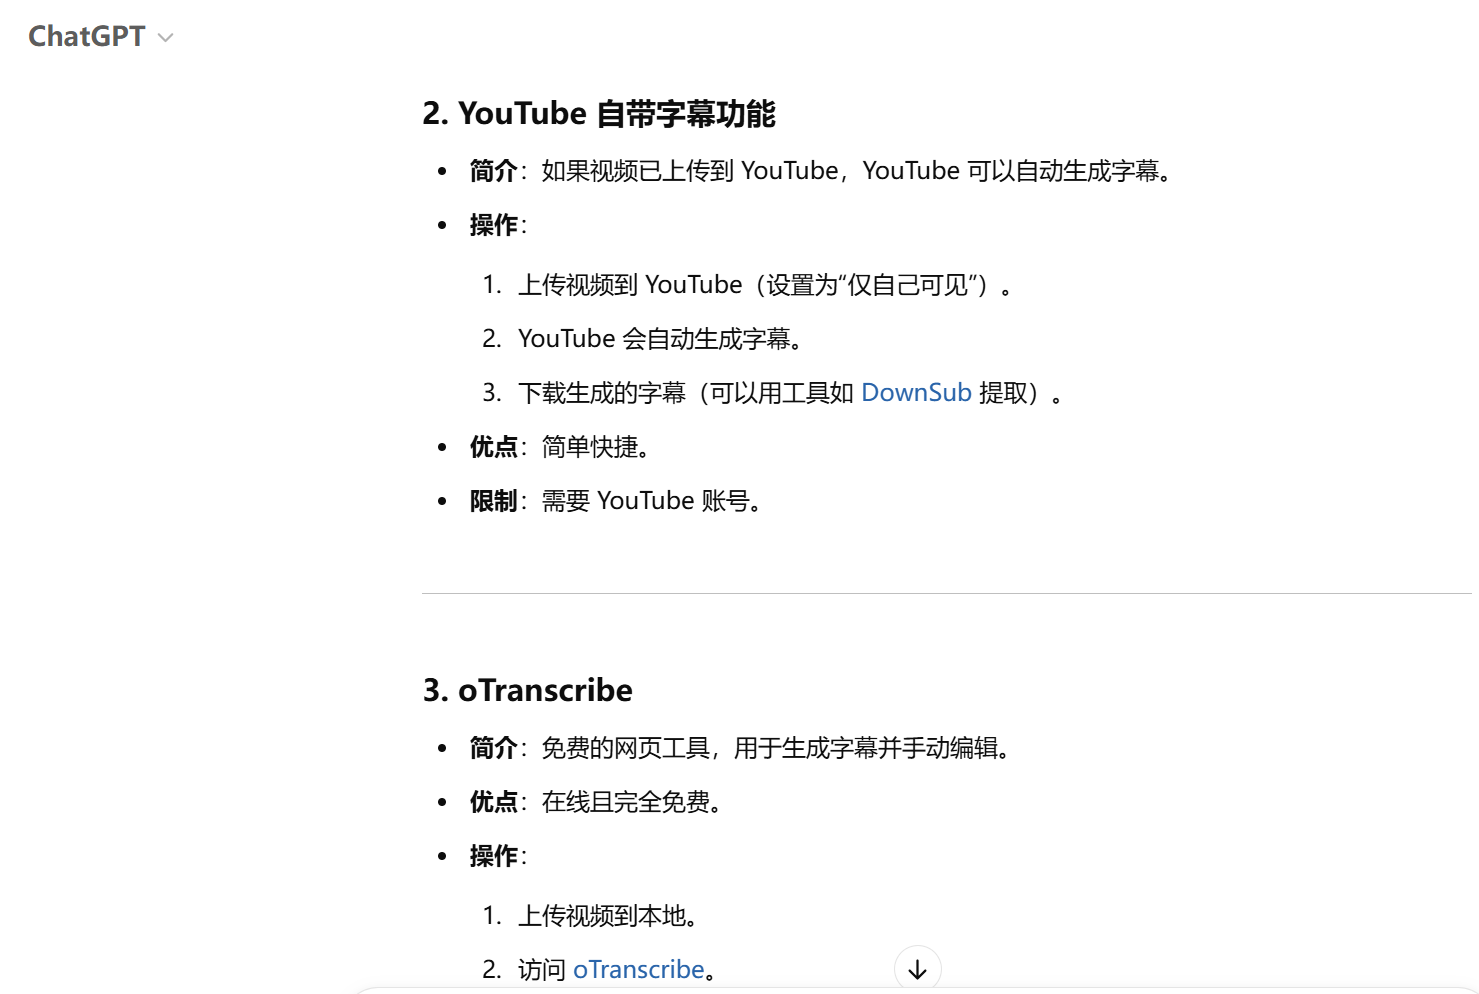 ChatGPT
2. YouTube 自带字幕功能
• 简介：如果视频已上传到 YouTube，YouTube 可以自动生成字幕。
• 操作：
1. 上传视频到 YouTube（设置为“仅自己可见”）。
2. YouTube 会自动生成字幕。
3. 下载生成的字幕（可以用工具如 DownSub 提取）。
• 优点：简单快捷。
• 限制：需要 YouTube 账号。
3. oTranscribe
• 简介：免费的网页工具，用于生成字幕并手动编辑。
• 优点：在线且完全免费。
• 操作：
1. 上传视频到本地。
2. 访问 oTranscribe。